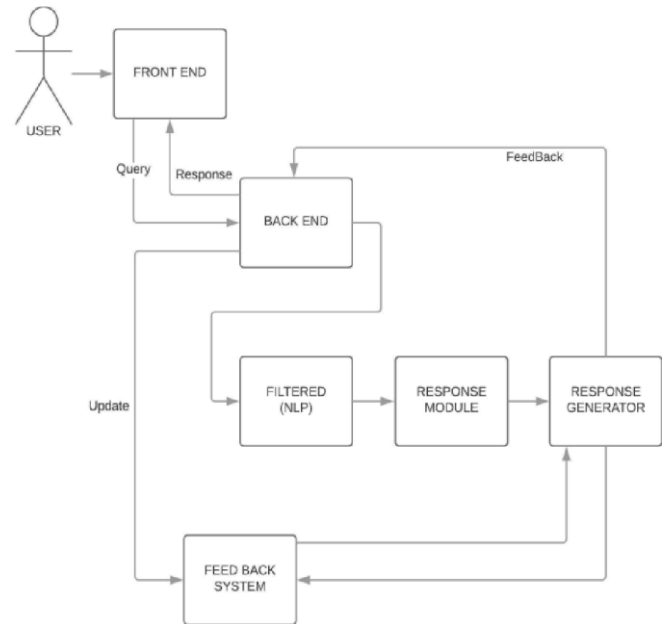 FRONT END
USER
Query
Response
FeedBack
BACK END
FILTERED
(NLP)
RESPONSE
MODULE
RESPONSE
GENERATOR
Update
FEED BACK
SYSTEM